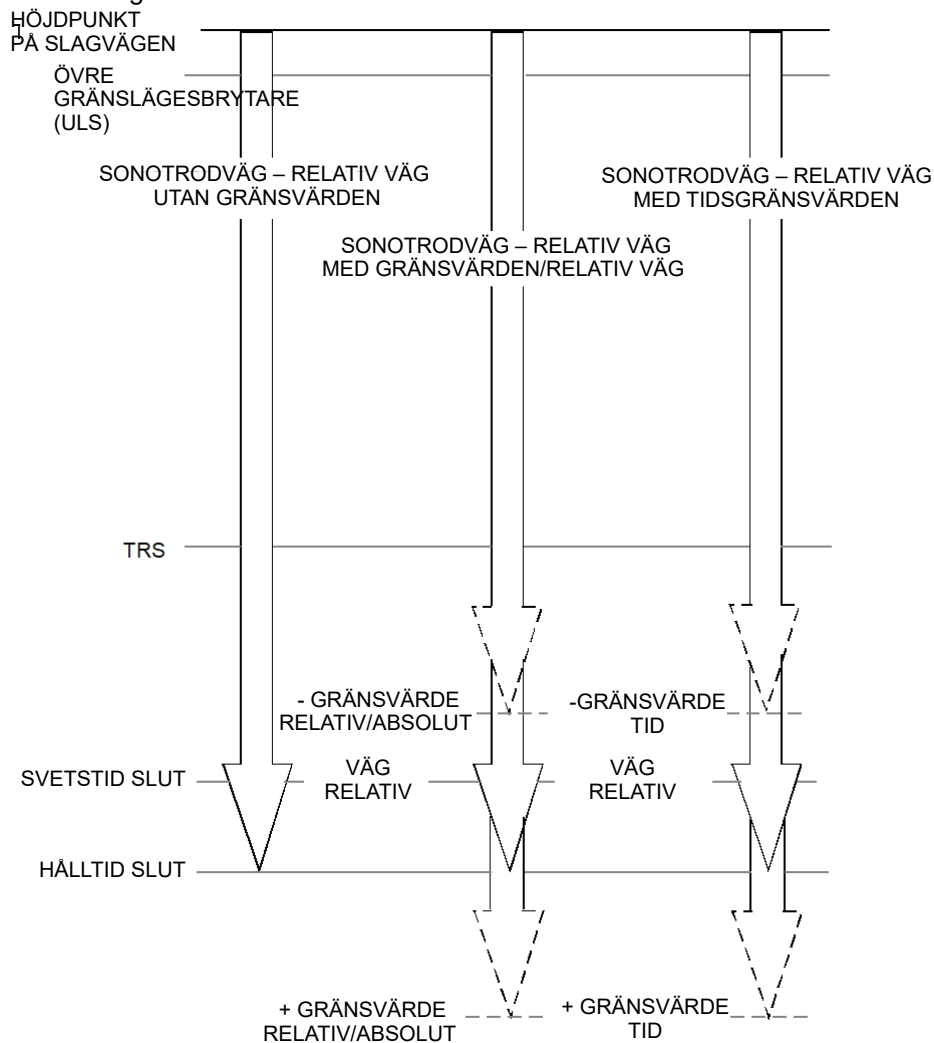 HÖJDPUNKT
PÅ SLAGVÄGEN
ÖVRE
GRÄNSLÄGESBRYTARE
(ULS)
SONOTRODVÄG – RELATIV VÄG
UTAN GRÄNSVÄRDEN
SONOTRODVÄG – RELATIV VÄG
MED TIDSGRÄNSVÄRDEN
SONOTRODVÄG – RELATIV VÄG
MED GRÄNSVÄRDEN/RELATIV VÄG
TRS
- GRÄNSVÄRDE
RELATIV/ABSOLUT
-GRÄNSVÄRDE
TID
SVETSTID SLUT
VÄG
RELATIV
VÄG
RELATIV
HÅLLTID SLUT
+ GRÄNSVÄRDE
RELATIV/ABSOLUT
+ GRÄNSVÄRDE
TID